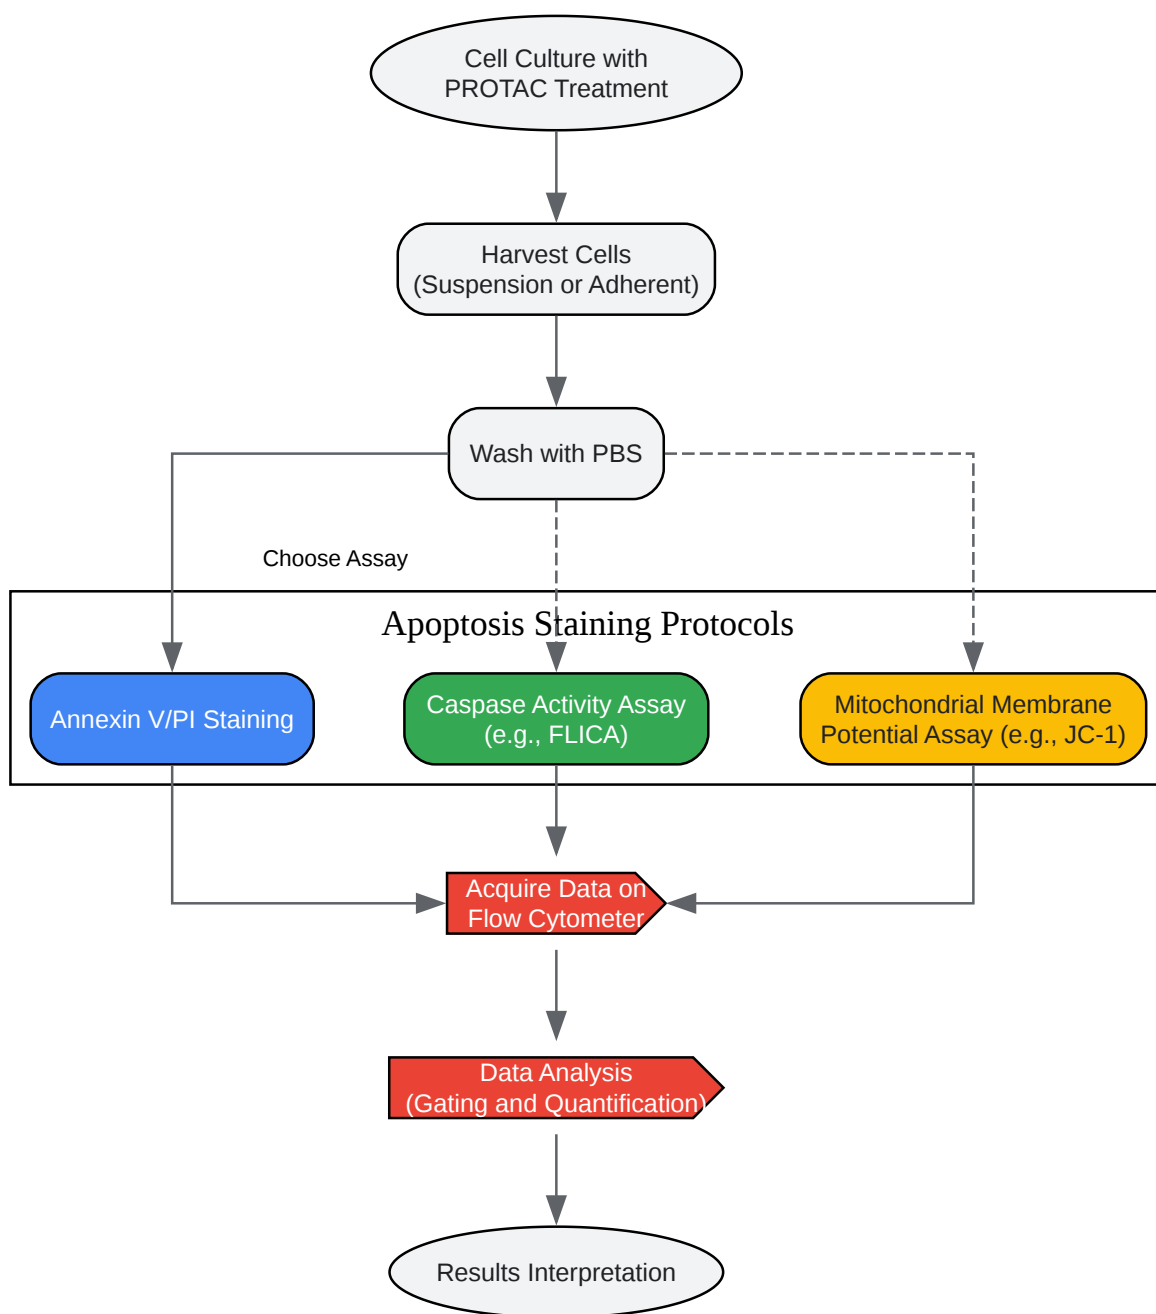 Cell Culture with
PROTAC Treatment
Harvest Cells
(Suspension or Adherent)
Wash with PBS
Choose Assay
Apoptosis Staining Protocols
Annexin V/PI Staining
Caspase Activity Assay
(e.g., FLICA)
Mitochondrial Membrane
Potential Assay (e.g., JC-1)
Acquire Data on
Flow Cytometer
Data Analysis
(Gating and Quantification)
Results Interpretation